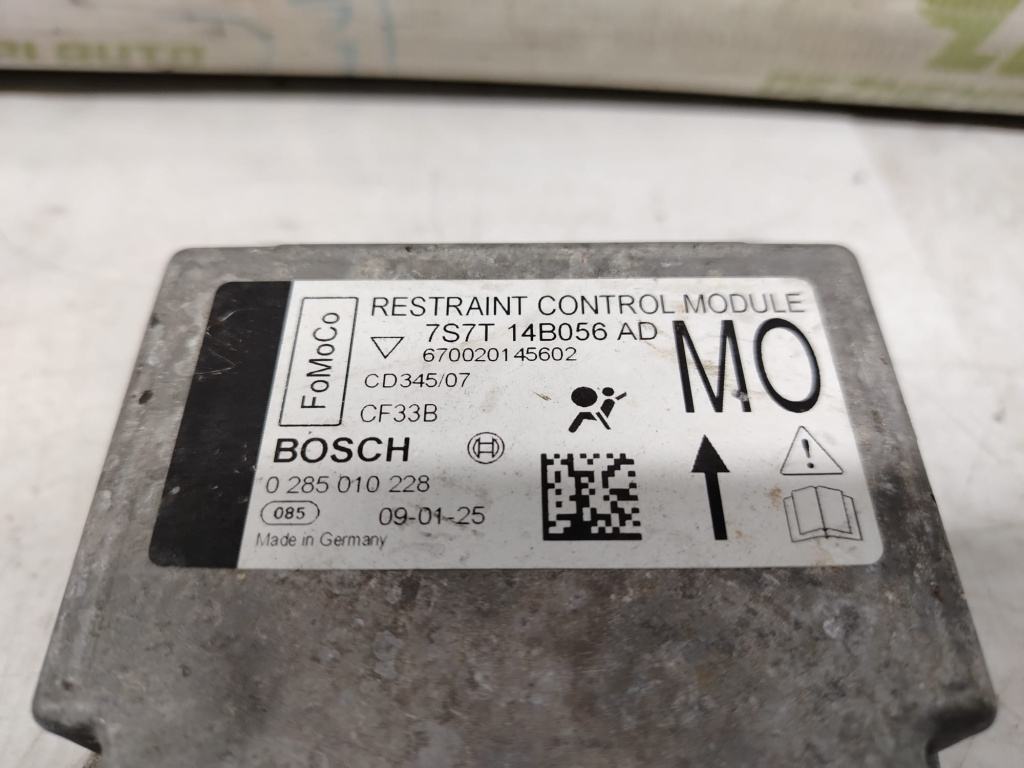 RESTRAINT CONTROL MODULE
FoMoCo
7S7T 14B056 AD
MO
670020145602
CD345/07
CF33B
BOSCH
0 285 010 228
085
09-01-25
Made in Germany